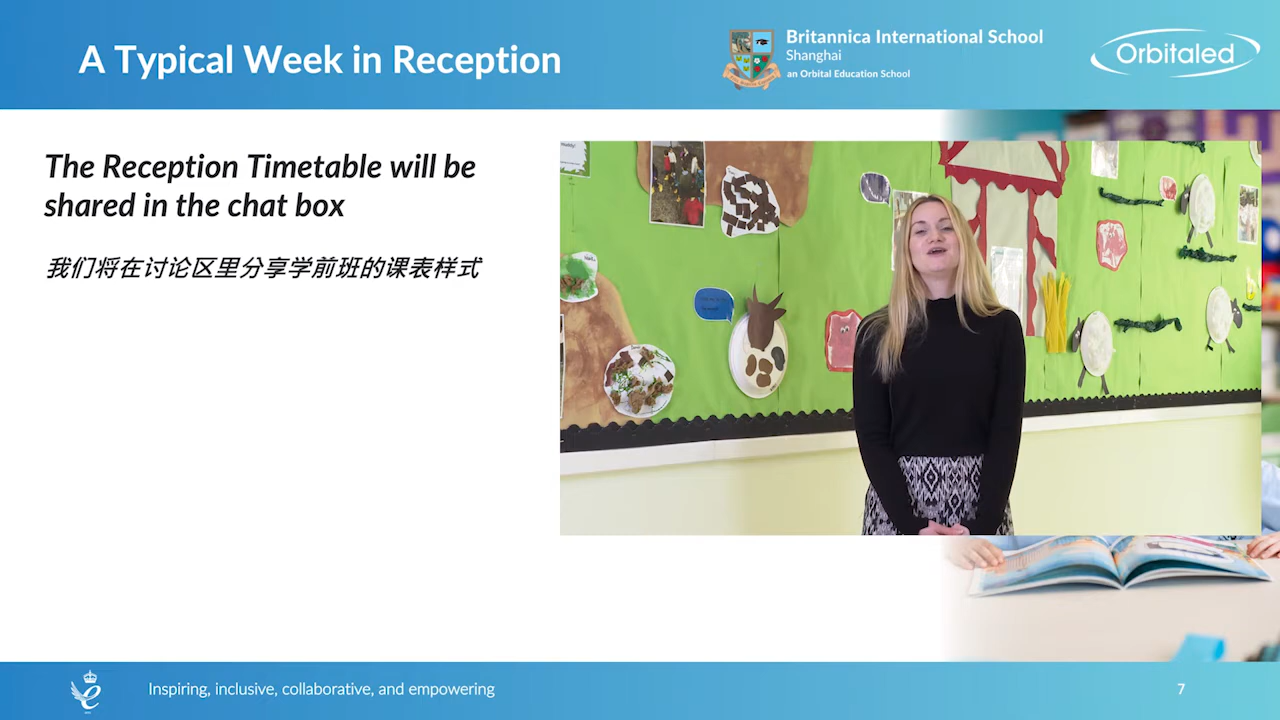 A Typical Week in Reception
Britannica International School
Shanghai
an Orbital Education School
Orbitaled
The Reception Timetable will be
shared in the chat box
我们将在讨论区里分享学前班的课表样式
Inspiring, inclusive, collaborative, and empowering
7